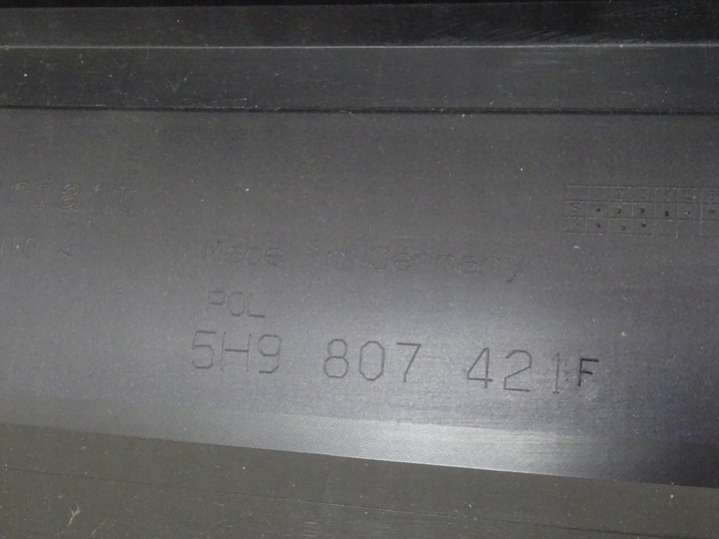 Made in Germany
POL
5H9 807 421 F